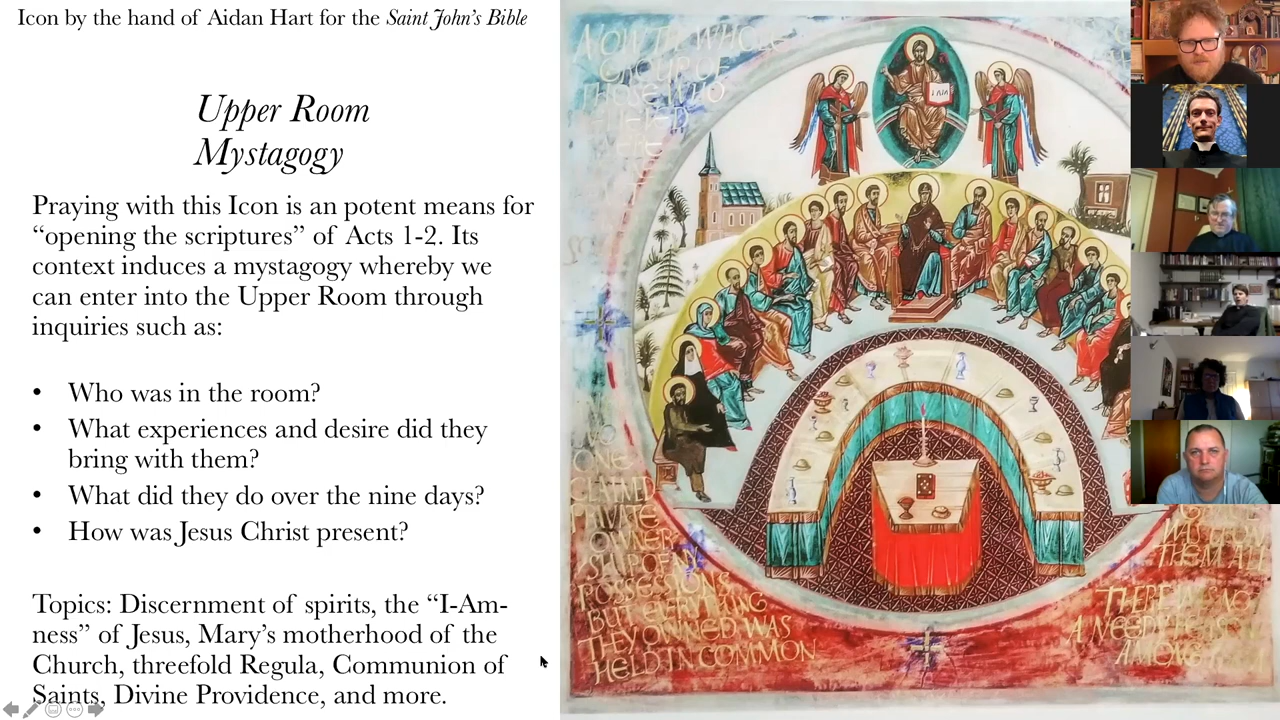 Icon by the hand of Aidan Hart for the Saint John's Bible
Upper Room
Mystagogy
Praying with this Icon is an potent means for
“opening the scriptures” of Acts 1-2. Its
context induces a mystagogy whereby we
can enter into the Upper Room through
inquiries such as:
• Who was in the room?
• What experiences and desire did they
bring with them?
• What did they do over the nine days?
• How was Jesus Christ present?
Topics: Discernment of spirits, the “I-Am-
ness” of Jesus, Mary’s motherhood of the
Church, threefold Regula, Communion of
Saints, Divine Providence, and more.
NOW THE WHOLE
GROUP OF
THOSE WHO
I AM
NO
ONE
CLAIMED
PRIVATE
OWNER
SHIP OF ANY
POSSESSIONS
BUT EVERYTHING
THEY OWNED WAS
HELD IN COMMON
THEM ALL
THERE WAS NOT
A NEEDY PERSON
AMONG